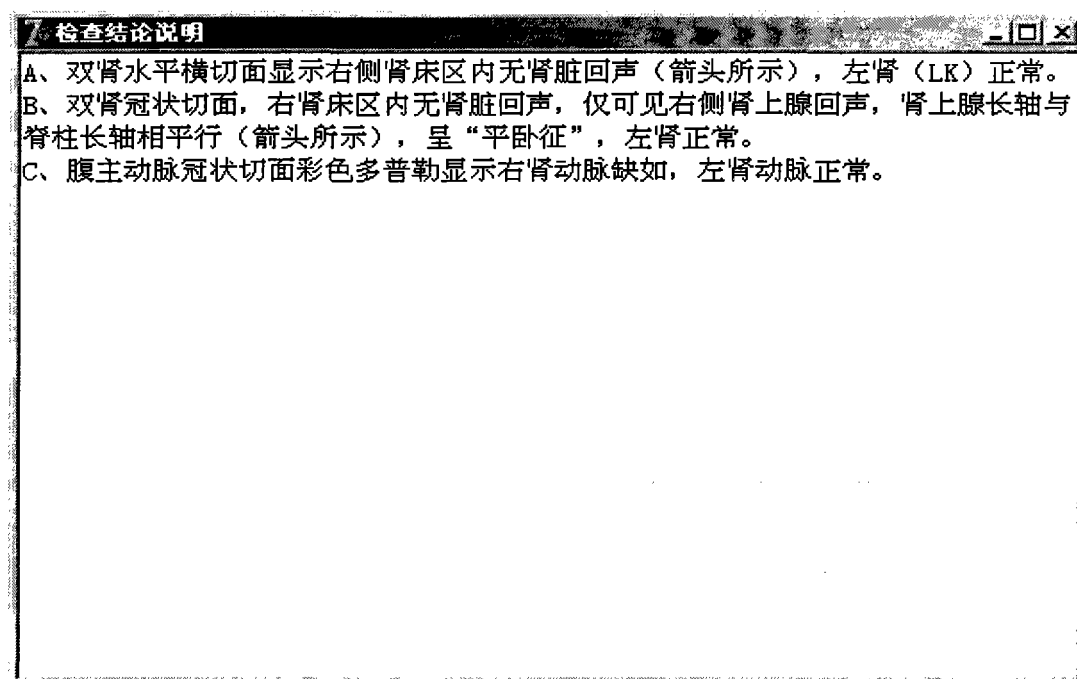 检查结论说明
A、双肾水平横切面显示右侧肾床区内无肾脏回声（箭头所示），左肾（LK）正常。
B、双肾冠状切面，右肾床区内无肾脏回声，仅可见右侧肾上腺回声，肾上腺长轴与
脊柱长轴相平行（箭头所示），呈“平卧征”，左肾正常。
C、腹主动脉冠状切面彩色多普勒显示右肾动脉缺如，左肾动脉正常。